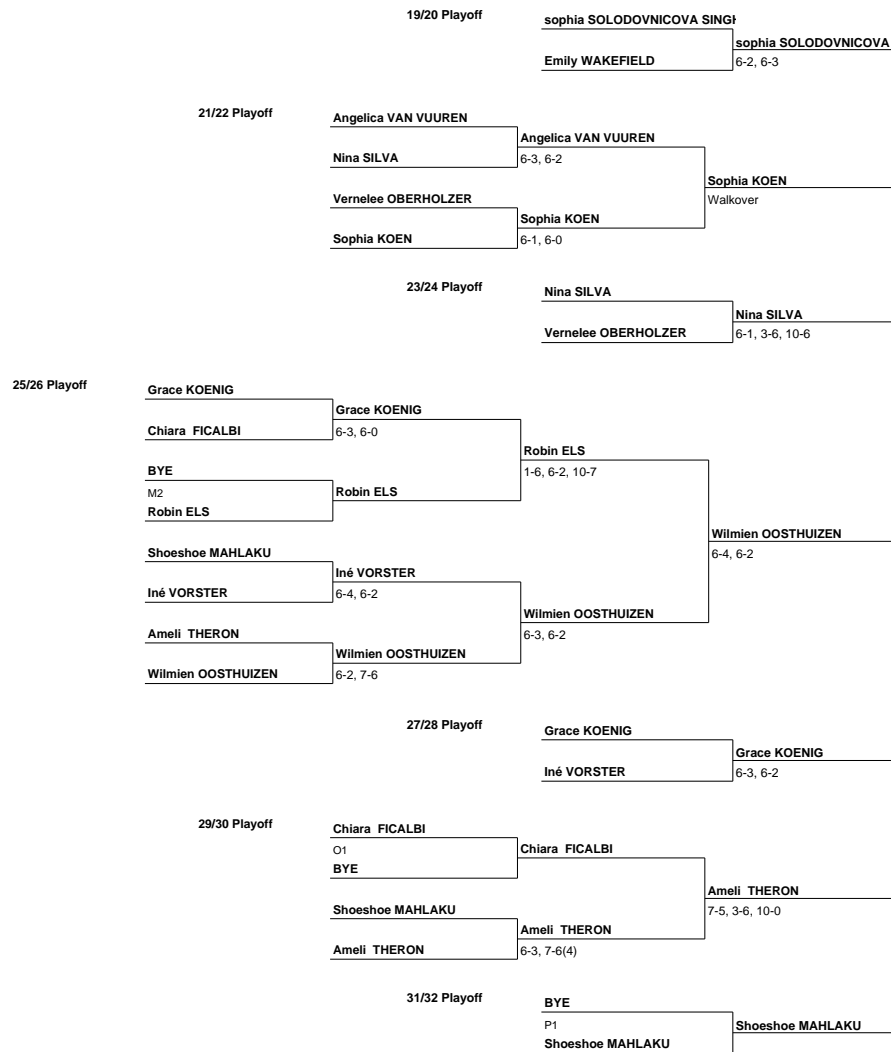 19/20 Playoff
sophia SOLODOVNICOVA SINGH
sophia SOLODOVNICOVA
Emily WAKEFIELD
6-2, 6-3
21/22 Playoff
Angelica VAN VUUREN
Angelica VAN VUUREN
Nina SILVA
6-3, 6-2
Sophia KOEN
Walkover
Vernelee OBERHOLZER
Sophia KOEN
Sophia KOEN
6-1, 6-0
23/24 Playoff
Nina SILVA
Nina SILVA
Vernelee OBERHOLZER
6-1, 3-6, 10-6
25/26 Playoff
Grace KOENIG
Grace KOENIG
Chiara FICALBI
6-3, 6-0
Robin ELS
1-6, 6-2, 10-7
BYE
M2
Robin ELS
Robin ELS
Wilmien OOSTHUIZEN
6-4, 6-2
Shoeshoe MAHLAKU
Iné VORSTER
Iné VORSTER
6-4, 6-2
Wilmien OOSTHUIZEN
6-3, 6-2
Ameli THERON
Wilmien OOSTHUIZEN
Wilmien OOSTHUIZEN
6-2, 7-6
27/28 Playoff
Grace KOENIG
Grace KOENIG
Iné VORSTER
6-3, 6-2
29/30 Playoff
Chiara FICALBI
O1
Chiara FICALBI
BYE
Ameli THERON
7-5, 3-6, 10-0
Shoeshoe MAHLAKU
Ameli THERON
Ameli THERON
6-3, 7-6(4)
31/32 Playoff
BYE
P1
Shoeshoe MAHLAKU
Shoeshoe MAHLAKU